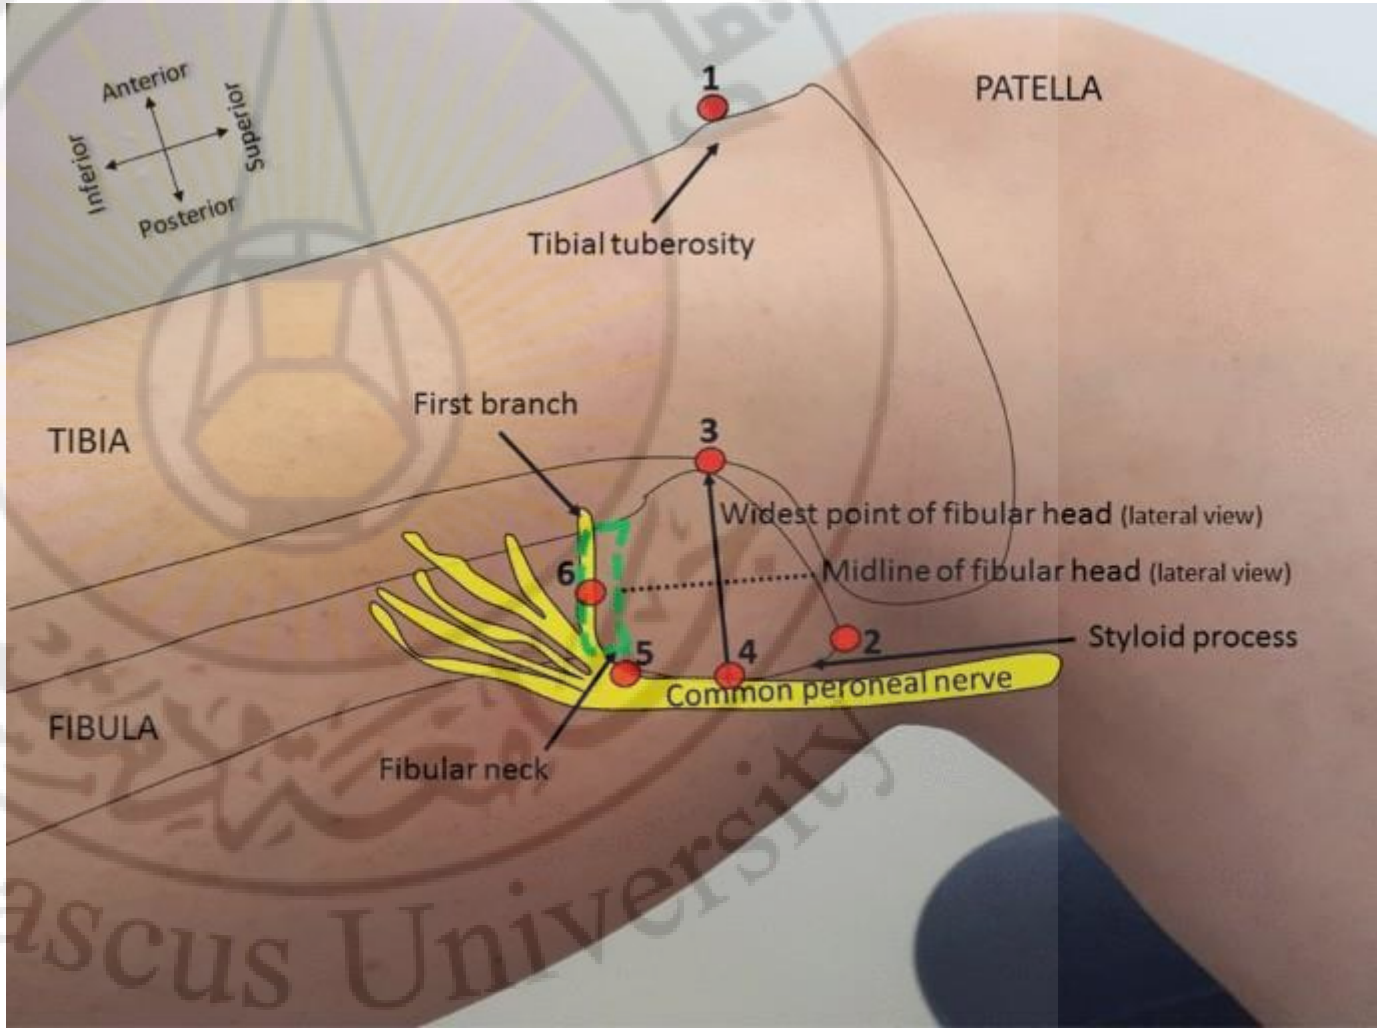 Anterior
Superior
Inferior
Posterior
1
PATELLA
Tibial tuberosity
First branch
TIBIA
3
Widest point of fibular head (lateral view)
6
Midline of fibular head (lateral view)
2
Styloid process
5
4
Common peroneal nerve
FIBULA
Fibular neck
ascus University